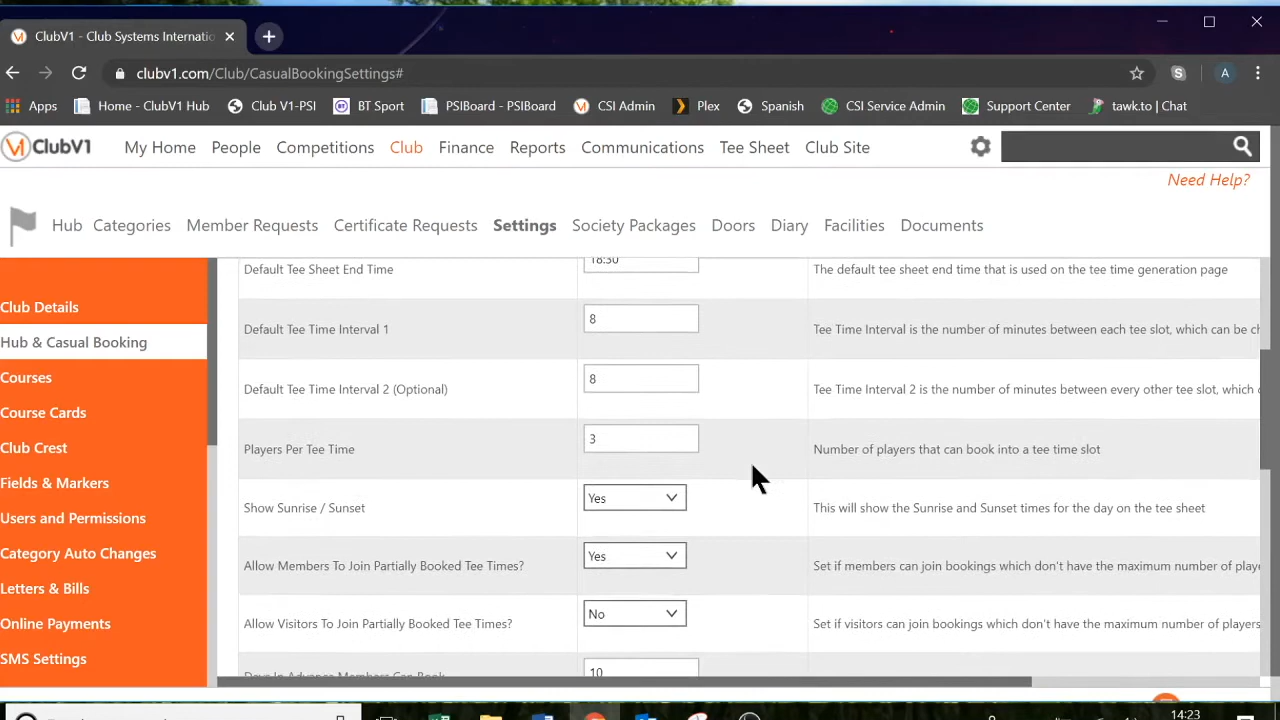 ClubV1 - Club Systems Internatio
clubv1.com/Club/CasualBookingSettings#
A
Apps Home - ClubV1 Hub Club V1-PSI BT Sport PSIBoard - PSIBoard CSI Admin Plex Spanish CSI Service Admin Support Center tawk.to | Chat
V1 ClubV1 My Home People Competitions Club Finance Reports Communications Tee Sheet Club Site
Need Help?
Hub Categories Member Requests Certificate Requests Settings Society Packages Doors Diary Facilities Documents
Club Details
Hub & Casual Booking
Courses
Course Cards
Club Crest
Fields & Markers
Users and Permissions
Category Auto Changes
Letters & Bills
Online Payments
SMS Settings
Default Tee Sheet End Time 18:30 The default tee sheet end time that is used on the tee time generation page
Default Tee Time Interval 1 8 Tee Time Interval is the number of minutes between each tee slot, which can be ch
Default Tee Time Interval 2 (Optional) 8 Tee Time Interval 2 is the number of minutes between every other tee slot, which c
Players Per Tee Time 3 Number of players that can book into a tee time slot
Show Sunrise / Sunset Yes This will show the Sunrise and Sunset times for the day on the tee sheet
Allow Members To Join Partially Booked Tee Times? Yes Set if members can join bookings which don't have the maximum number of playe
Allow Visitors To Join Partially Booked Tee Times? No Set if visitors can join bookings which don't have the maximum number of players
Days In Advance Members Can Book 10
14:23